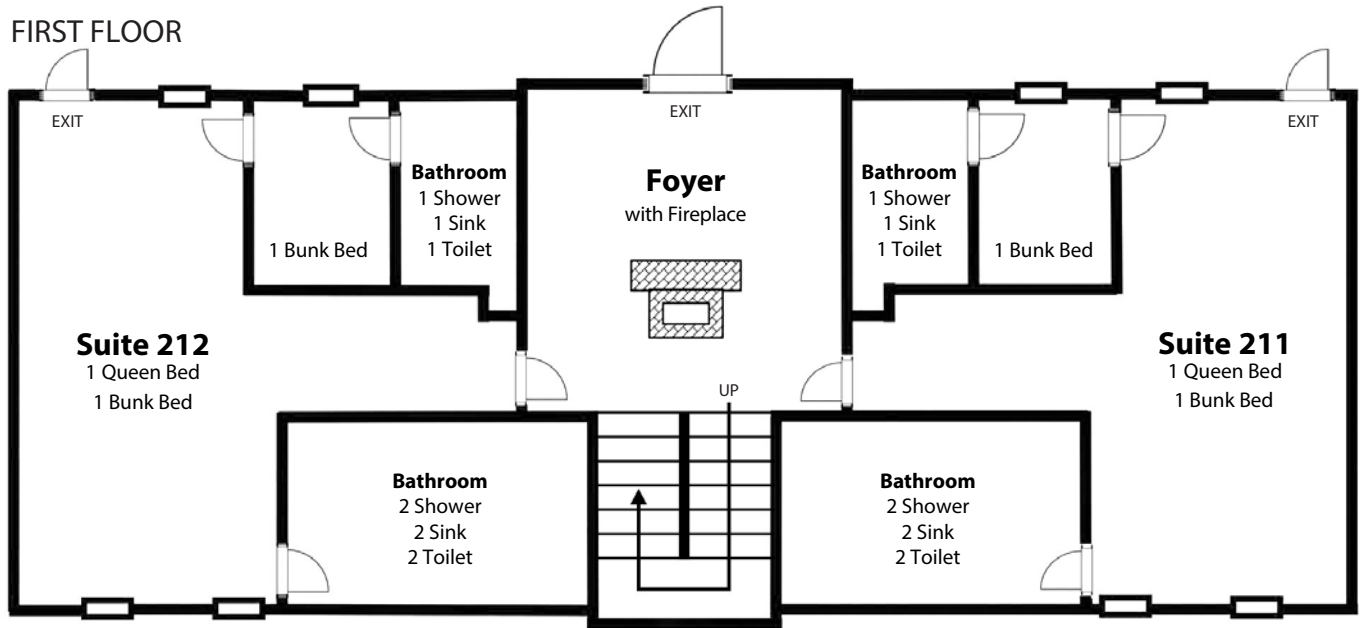 FIRST FLOOR
EXIT
EXIT
EXIT
Bathroom
1 Shower
1 Sink
1 Toilet
1 Bunk Bed
Foyer
with Fireplace
Bathroom
1 Shower
1 Sink
1 Toilet
1 Bunk Bed
Suite 212
1 Queen Bed
1 Bunk Bed
Suite 211
1 Queen Bed
1 Bunk Bed
UP
Bathroom
2 Shower
2 Sink
2 Toilet
Bathroom
2 Shower
2 Sink
2 Toilet